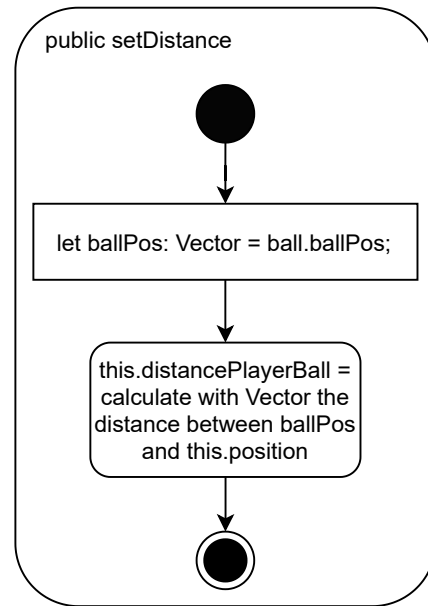 public setDistance
let ballPos: Vector = ball.ballPos;
this.distancePlayerBall =
calculate with Vector the
distance between ballPos
and this.position